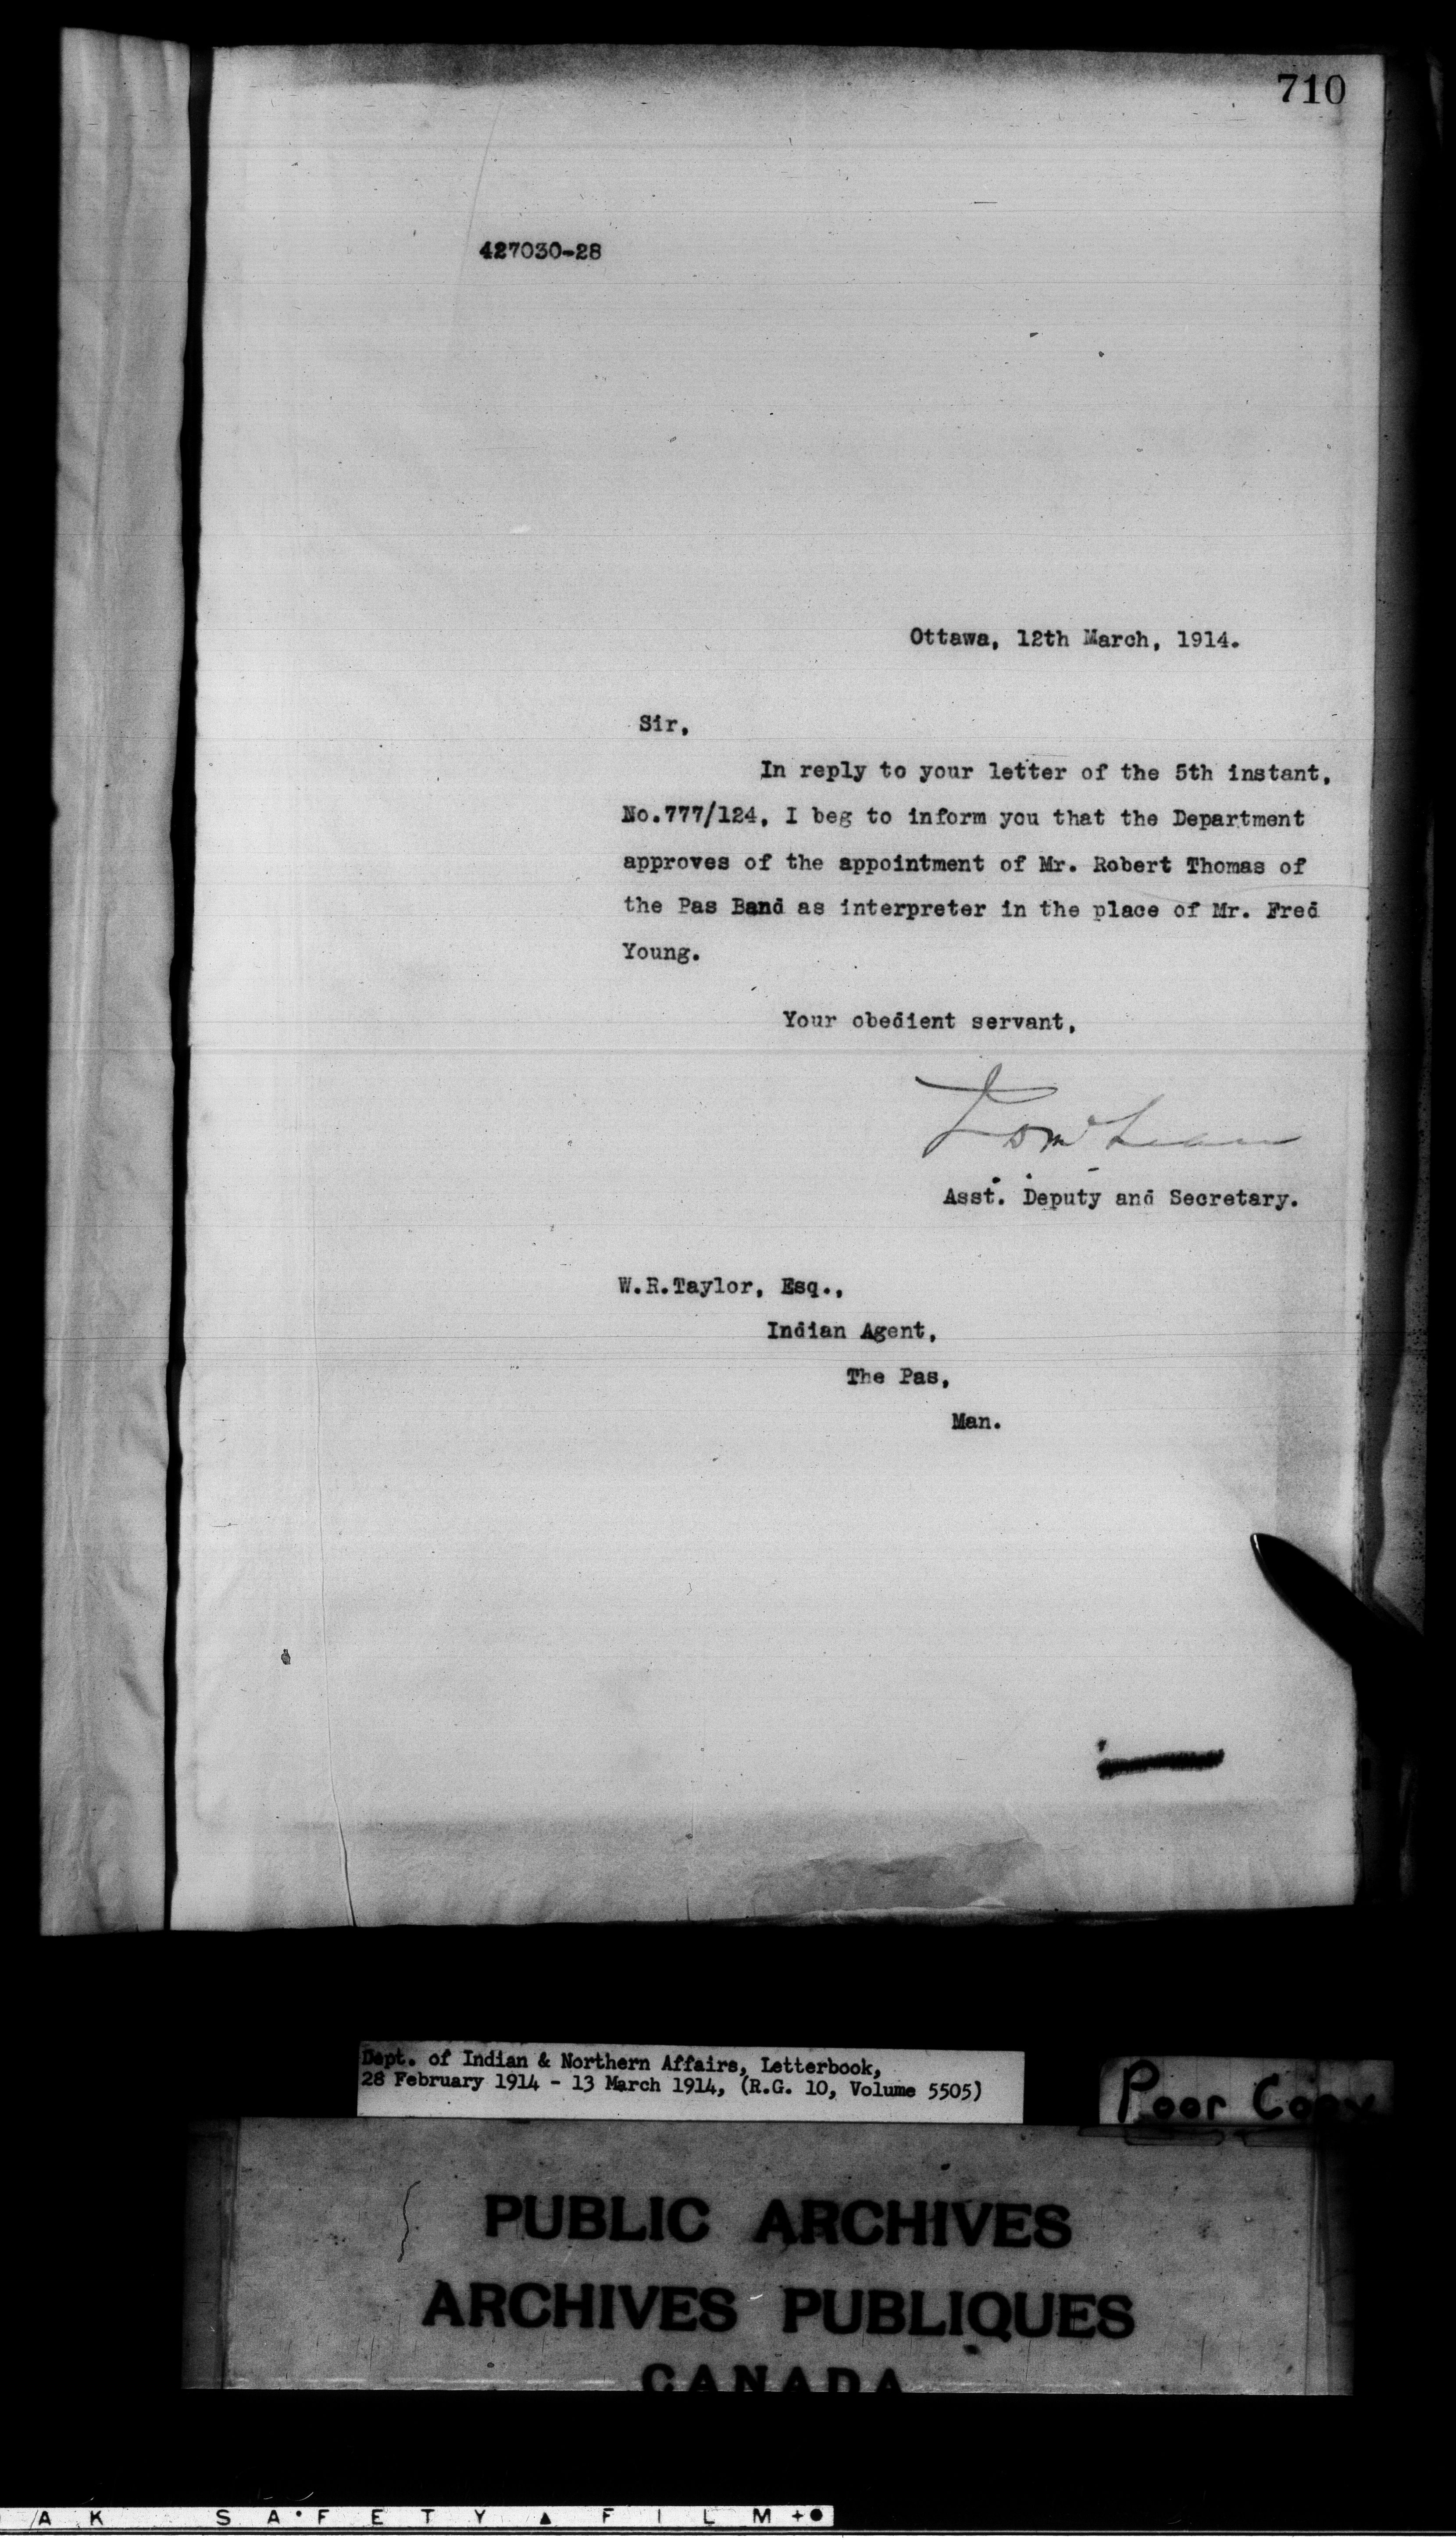 710
427030-28
Ottawa, 12th March, 1914.
Sir,
In reply to your letter of the 5th instant,
No.777/124, I beg to inform you that the Department
approves of the appointment of Mr. Robert Thomas of
the Pas Band as interpreter in the place of Mr. Fred
Young.
Your obedient servant,
Asst. Deputy and Secretary.
W.R.Taylor, Esq.,
Indian Agent,
The Pas,
Man.
Dept. of Indian & Northern Affairs, Letterbook,
28 February 1914 - 13 March 1914, (R.G. 10, Volume 5505)
Poor Copy
PUBLIC ARCHIVES
ARCHIVES PUBLIQUES
CANADA
AK SAFETY FILM